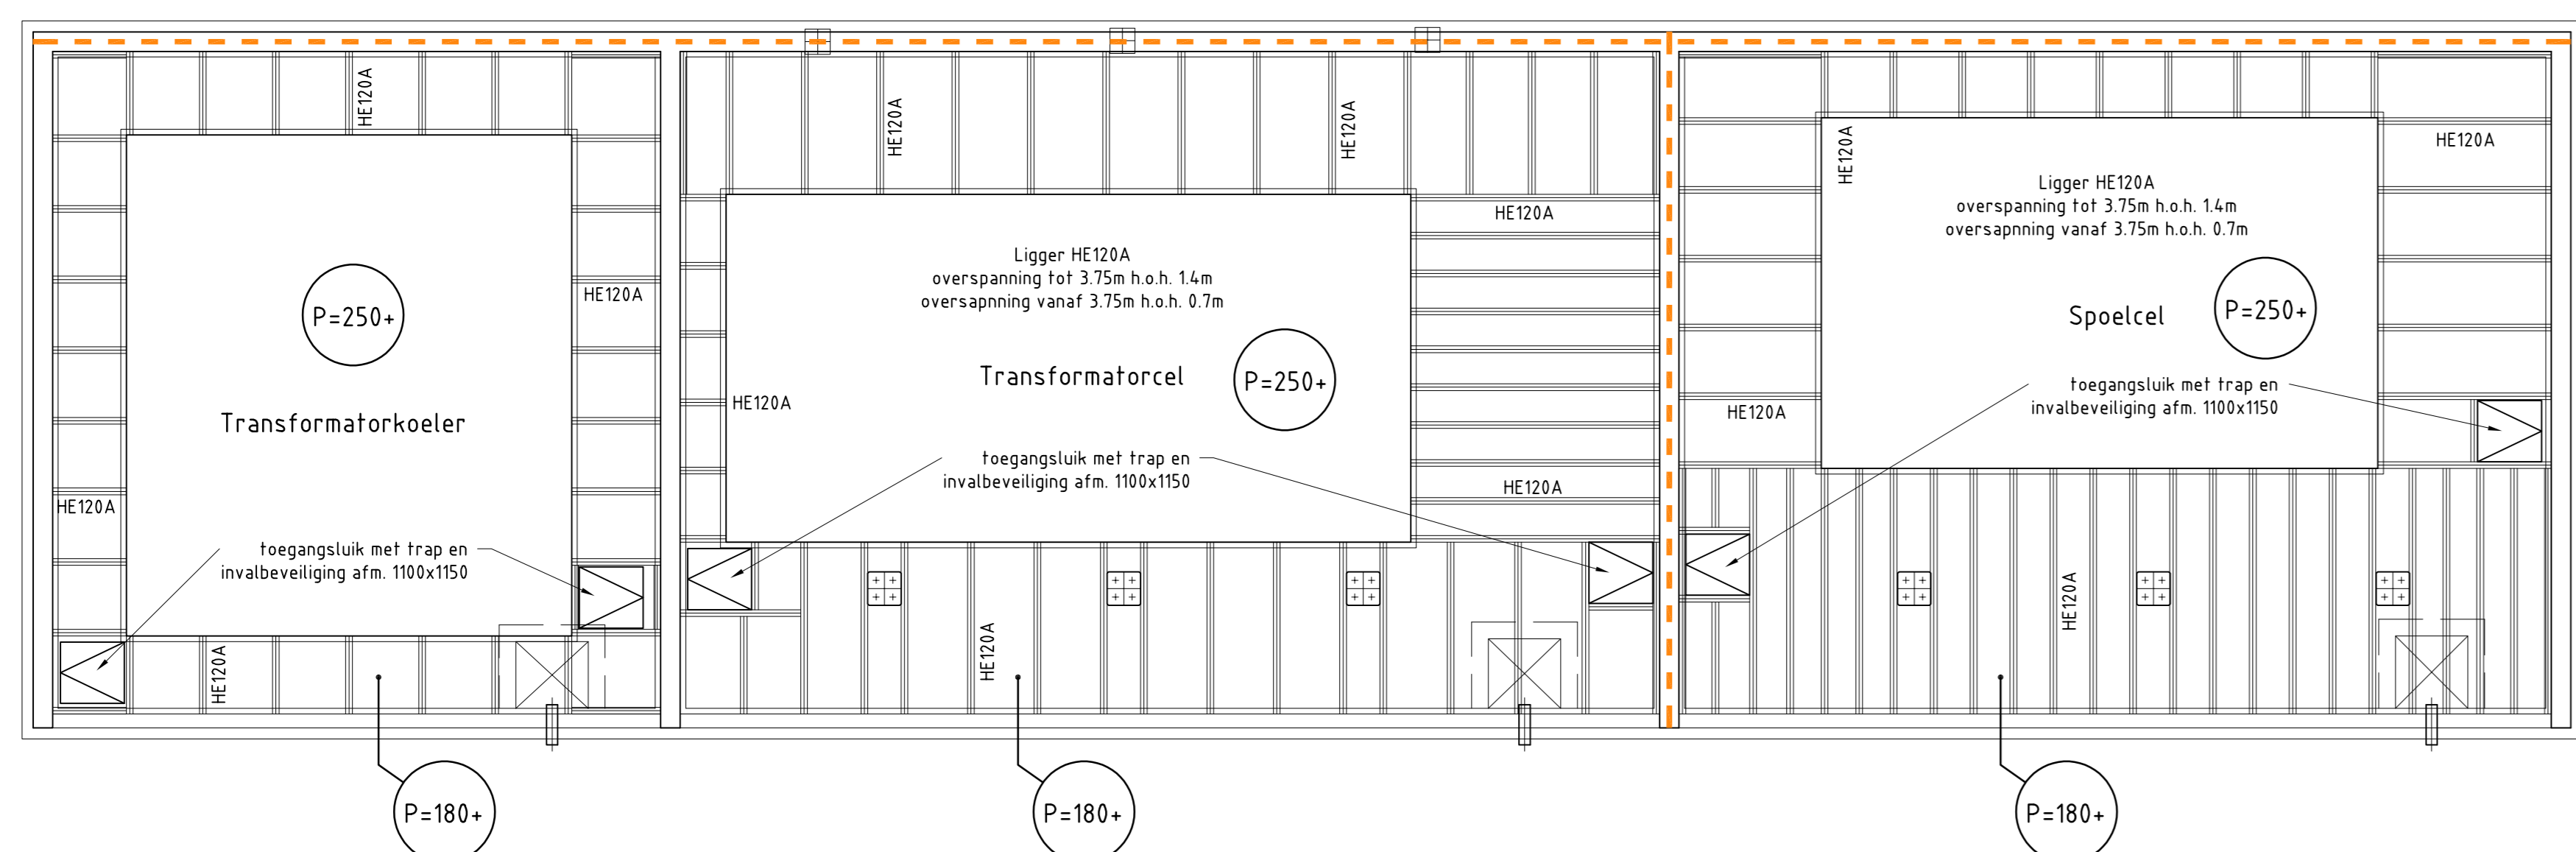 HE120A
HE120A
HE120A
HE120A
HE120A
Ligger HE120A
overspanning tot 3.75m h.o.h. 1.4m
oversapnning vanaf 3.75m h.o.h. 0.7m
HE120A
Ligger HE120A
overspanning tot 3.75m h.o.h. 1.4m
oversapnning vanaf 3.75m h.o.h. 0.7m
HE120A
P=250+
P=250+
Spoelcel
P=250+
Transformatorcel
HE120A
HE120A
toegangsluik met trap en
invalbeveiliging afm. 1100x1150
Transformatorkoeler
toegangsluik met trap en
invalbeveiliging afm. 1100x1150
HE120A
HE120A
toegangsluik met trap en
invalbeveiliging afm. 1100x1150
HE120A
HE120A
HE120A
P=180+
P=180+
P=180+